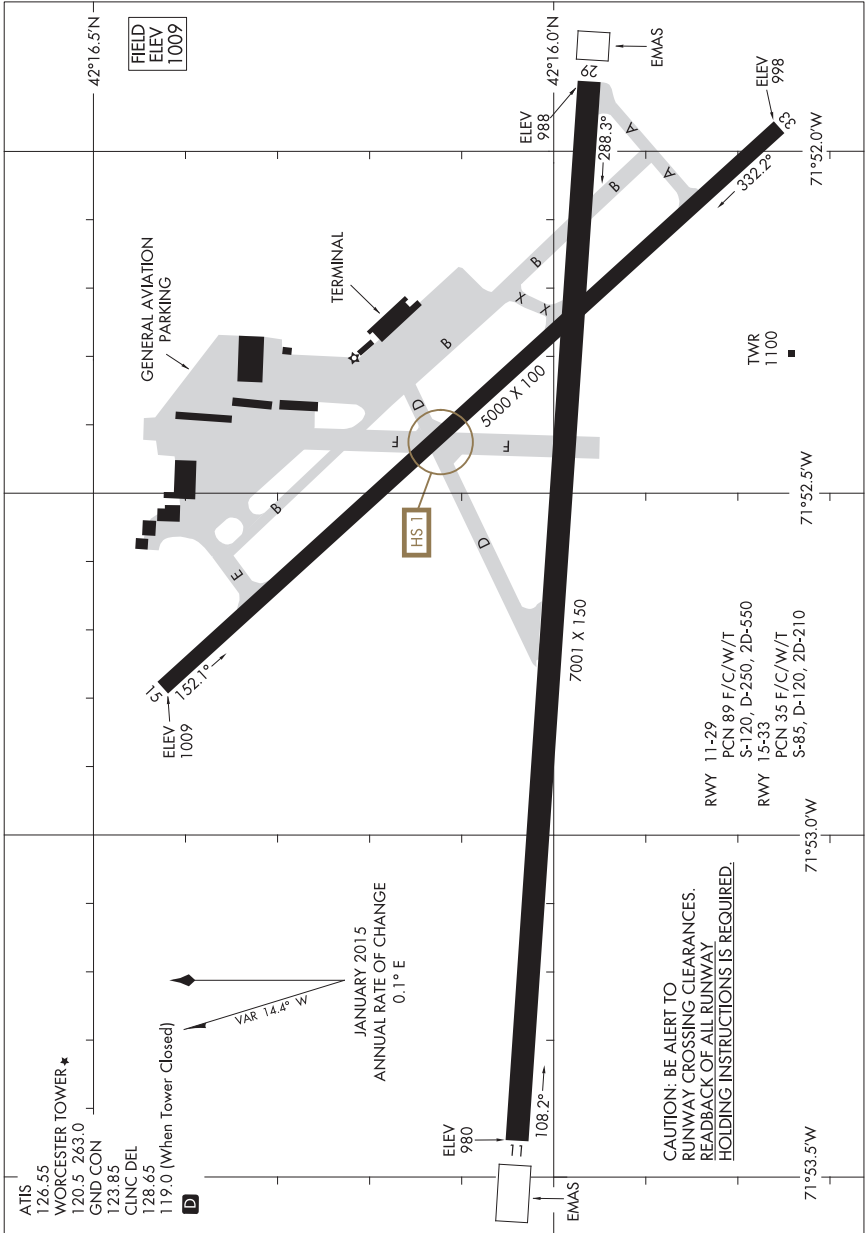 ATIS
126.55
WORCESTER TOWER★
120.5 263.0
GND CON
123.85
CLNC DEL
128.65
119.0 (When Tower Closed)
D
VAR 14.4° W
JANUARY 2015
ANNUAL RATE OF CHANGE
0.1° E
FIELD
ELEV
1009
42°16.5'N
42°16.0'N
GENERAL AVIATION
PARKING
TERMINAL
ELEV
1009
15
152.1°
E
B
F
D
HS 1
D
F
B
5000 X 100
X
X
B
B
A
A
ELEV
988
29
288.3°
EMAS
ELEV
998
33
332.2°
TWR
1100
7001 X 150
ELEV
980
11
108.2°
EMAS
RWY 11-29
PCN 89 F/C/W/T
S-120, D-250, 2D-550
RWY 15-33
PCN 35 F/C/W/T
S-85, D-120, 2D-210
CAUTION: BE ALERT TO
RUNWAY CROSSING CLEARANCES.
READBACK OF ALL RUNWAY
HOLDING INSTRUCTIONS IS REQUIRED.
71°53.5'W
71°53.0'W
71°52.5'W
71°52.0'W